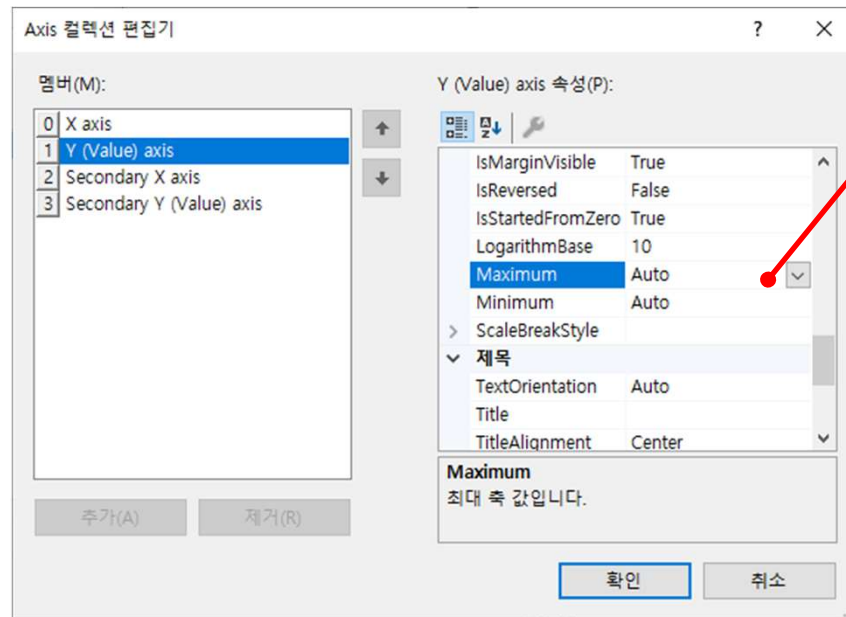 Axis 컬렉션 편집기
?
멤버(M):
0 X axis
1 Y (Value) axis
2 Secondary X axis
3 Secondary Y (Value) axis
추가(A)
제거(R)
Y (Value) axis 속성(P):
IsMarginVisible True
IsReversed False
IsStartedFromZero True
LogarithmBase 10
Maximum Auto
Minimum Auto
ScaleBreakStyle
제목
TextOrientation Auto
Title
TitleAlignment Center
Maximum
최대 축 값입니다.
확인
취소